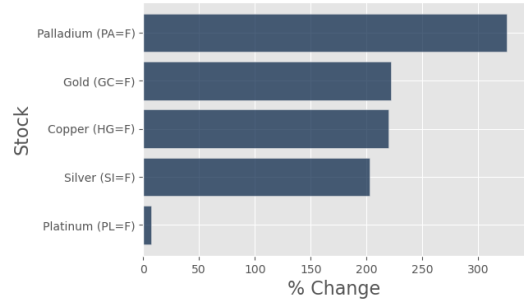 Stock
Palladium (PA=F)
Gold (GC=F)
Copper (HG=F)
Silver (SI=F)
Platinum (PL=F)
0 50 100 150 200 250 300
% Change